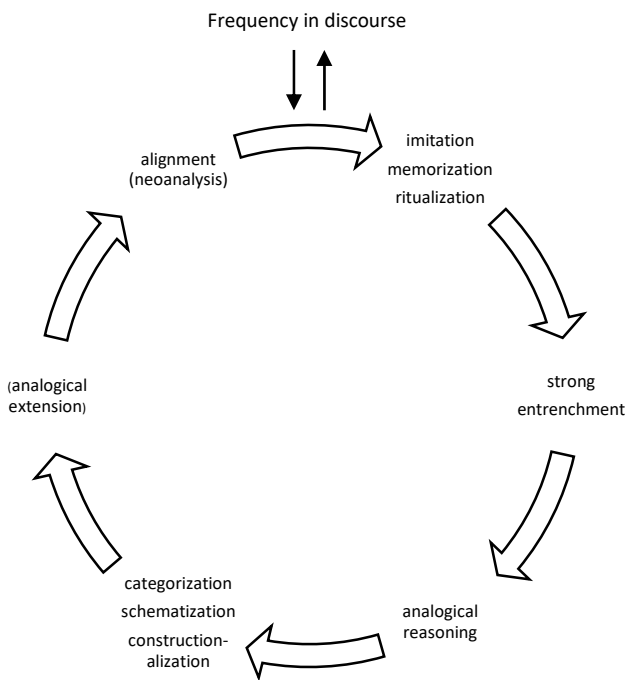 Frequency in discourse
alignment
(neoanalysis)
imitation
memorization
ritualization
strong
entrenchment
analogical
reasoning
categorization
schematization
construction-
alization
(analogical
extension)